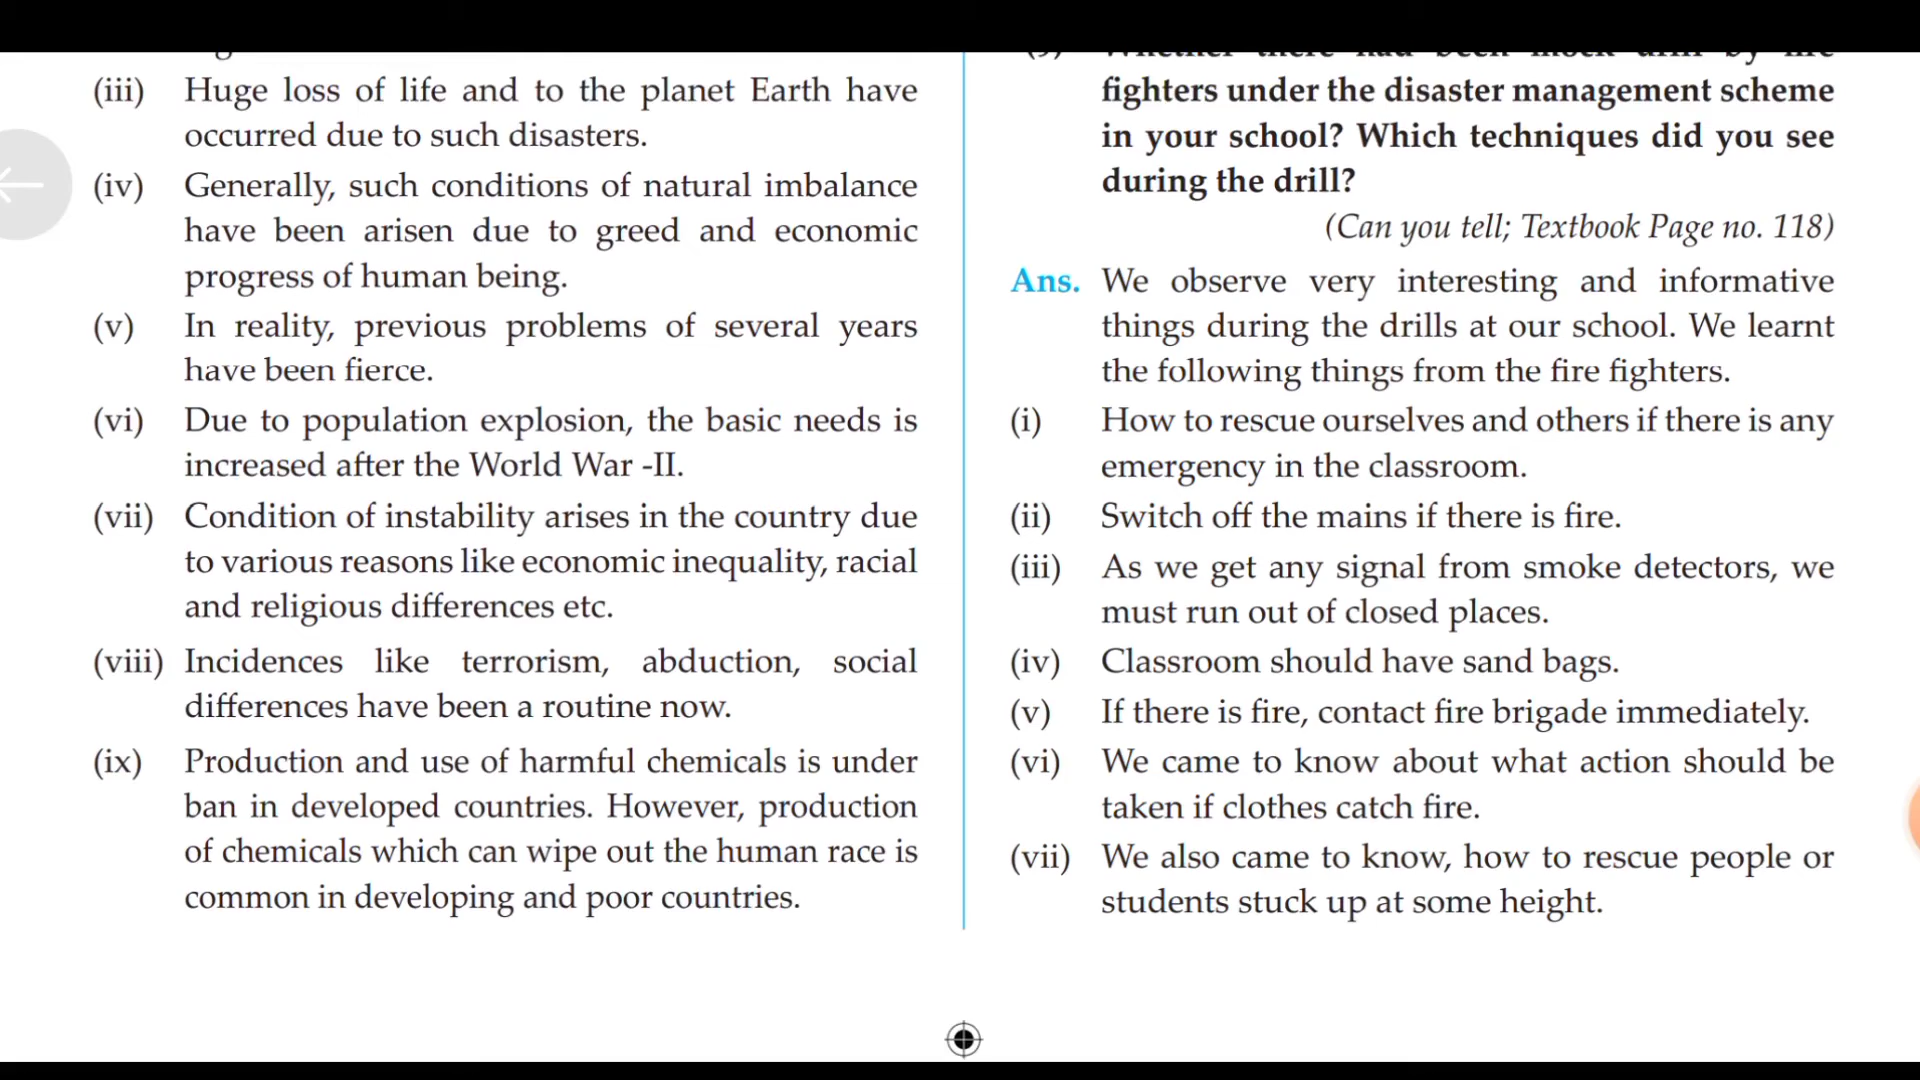 (iii) Huge loss of life and to the planet Earth have
occurred due to such disasters.
(iv) Generally, such conditions of natural imbalance
have been arisen due to greed and economic
progress of human being.
(v) In reality, previous problems of several years
have been fierce.
(vi) Due to population explosion, the basic needs is
increased after the World War -II.
(vii) Condition of instability arises in the country due
to various reasons like economic inequality, racial
and religious differences etc.
(viii) Incidences like terrorism, abduction, social
differences have been a routine now.
(ix) Production and use of harmful chemicals is under
ban in developed countries. However, production
of chemicals which can wipe out the human race is
common in developing and poor countries.
Whether there had been mock drill by
fighters under the disaster management scheme
in your school? Which techniques did you see
during the drill?
(Can you tell; Textbook Page no. 118)
Ans. We observe very interesting and informative
things during the drills at our school. We learnt
the following things from the fire fighters.
(i) How to rescue ourselves and others if there is any
emergency in the classroom.
(ii) Switch off the mains if there is fire.
(iii) As we get any signal from smoke detectors, we
must run out of closed places.
(iv) Classroom should have sand bags.
(v) If there is fire, contact fire brigade immediately.
(vi) We came to know about what action should be
taken if clothes catch fire.
(vii) We also came to know, how to rescue people or
students stuck up at some height.